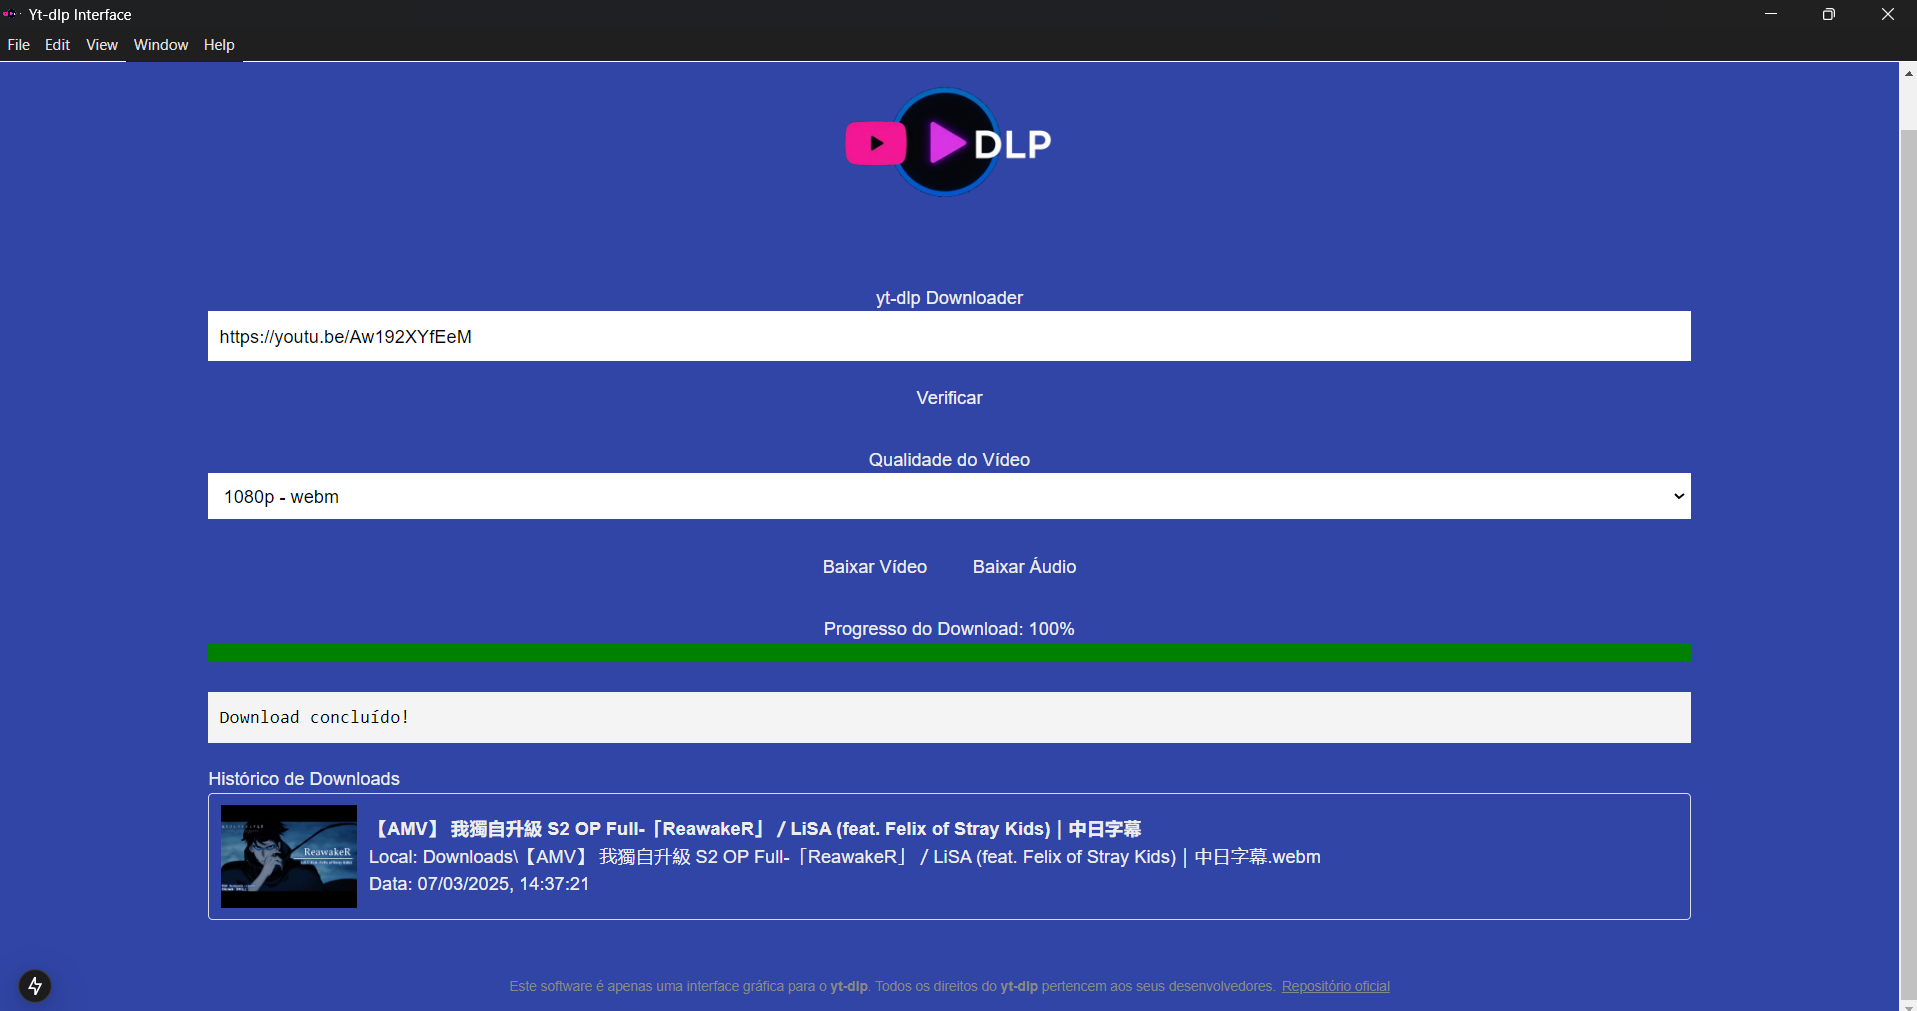 Yt-dlp Interface
File Edit View Window Help
DLP
yt-dlp Downloader
https://youtu.be/Aw192XYfEeM
Verificar
Qualidade do Vídeo
1080p - webm
Baixar Vídeo Baixar Áudio
Progresso do Download: 100%
Download concluído!
Histórico de Downloads
ReawakeR
【AMV】 我獨自升級 S2 OP Full-「ReawakeR」 / LiSA (feat. Felix of Stray Kids)｜中日字幕
Local: Downloads\【AMV】 我獨自升級 S2 OP Full-「ReawakeR」 / LiSA (feat. Felix of Stray Kids)｜中日字幕.webm
Data: 07/03/2025, 14:37:21
Este software é apenas uma interface gráfica para o yt-dlp. Todos os direitos do yt-dlp pertencem aos seus desenvolvedores. Repositório oficial